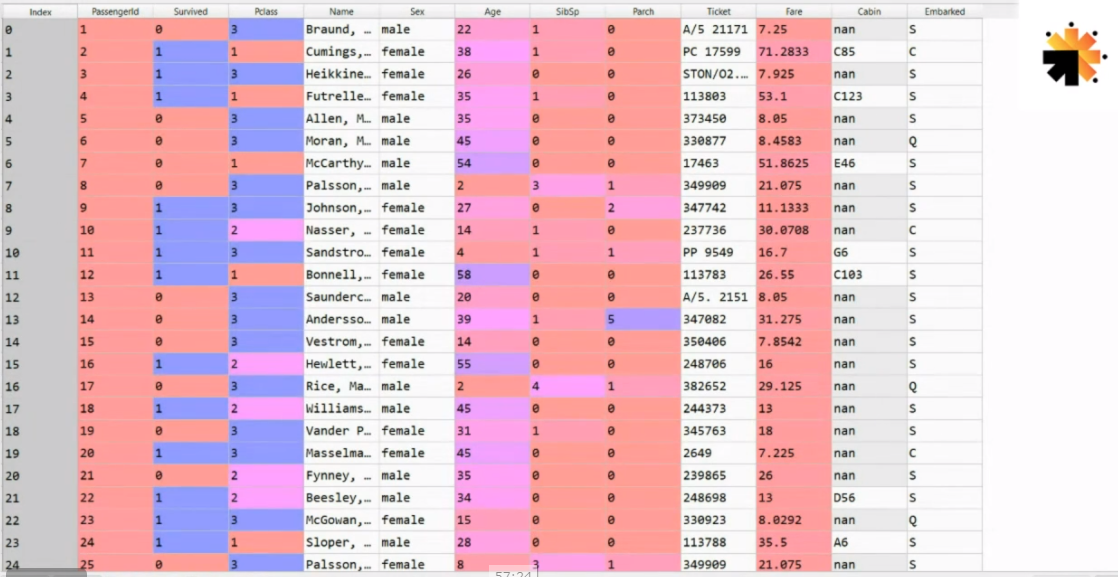 Index PassengerId Survived Pclass Name Sex Age SibSp Parch Ticket Fare Cabin Embarked
0 1 0 3 Braund, … male 22 1 0 A/5 21171 7.25 nan S
1 2 1 1 Cumings,… female 38 1 0 PC 17599 71.2833 C85 C
2 3 1 3 Heikkine… female 26 0 0 STON/O2.… 7.925 nan S
3 4 1 1 Futrelle… female 35 1 0 113803 53.1 C123 S
4 5 0 3 Allen, M… male 35 0 0 373450 8.05 nan S
5 6 0 3 Moran, M… male 45 0 0 330877 8.4583 nan Q
6 7 0 1 McCarthy… male 54 0 0 17463 51.8625 E46 S
7 8 0 3 Palsson,… male 2 3 1 349909 21.075 nan S
8 9 1 3 Johnson,… female 27 0 2 347742 11.1333 nan S
9 10 1 2 Nasser, … female 14 1 0 237736 30.0708 nan C
10 11 1 3 Sandstro… female 4 1 1 PP 9549 16.7 G6 S
11 12 1 1 Bonnell,… female 58 0 0 113783 26.55 C103 S
12 13 0 3 Saunderc… male 20 0 0 A/5. 2151 8.05 nan S
13 14 0 3 Andersso… male 39 1 5 347082 31.275 nan S
14 15 0 3 Vestrom,… female 14 0 0 350406 7.8542 nan S
15 16 1 2 Hewlett,… female 55 0 0 248706 16 nan S
16 17 0 3 Rice, Ma… male 2 4 1 382652 29.125 nan Q
17 18 1 2 Williams… male 45 0 0 244373 13 nan S
18 19 0 3 Vander P… female 31 1 0 345763 18 nan S
19 20 1 3 Masselma… female 45 0 0 2649 7.225 nan C
20 21 0 2 Fynney, … male 35 0 0 239865 26 nan S
21 22 1 2 Beesley,… male 34 0 0 248698 13 D56 S
22 23 1 3 McGowan,… female 15 0 0 330923 8.0292 nan Q
23 24 1 1 Sloper, … male 28 0 0 113788 35.5 A6 S
24 25 0 3 Palsson,… female 8 3 1 349909 21.075 nan S
57:24